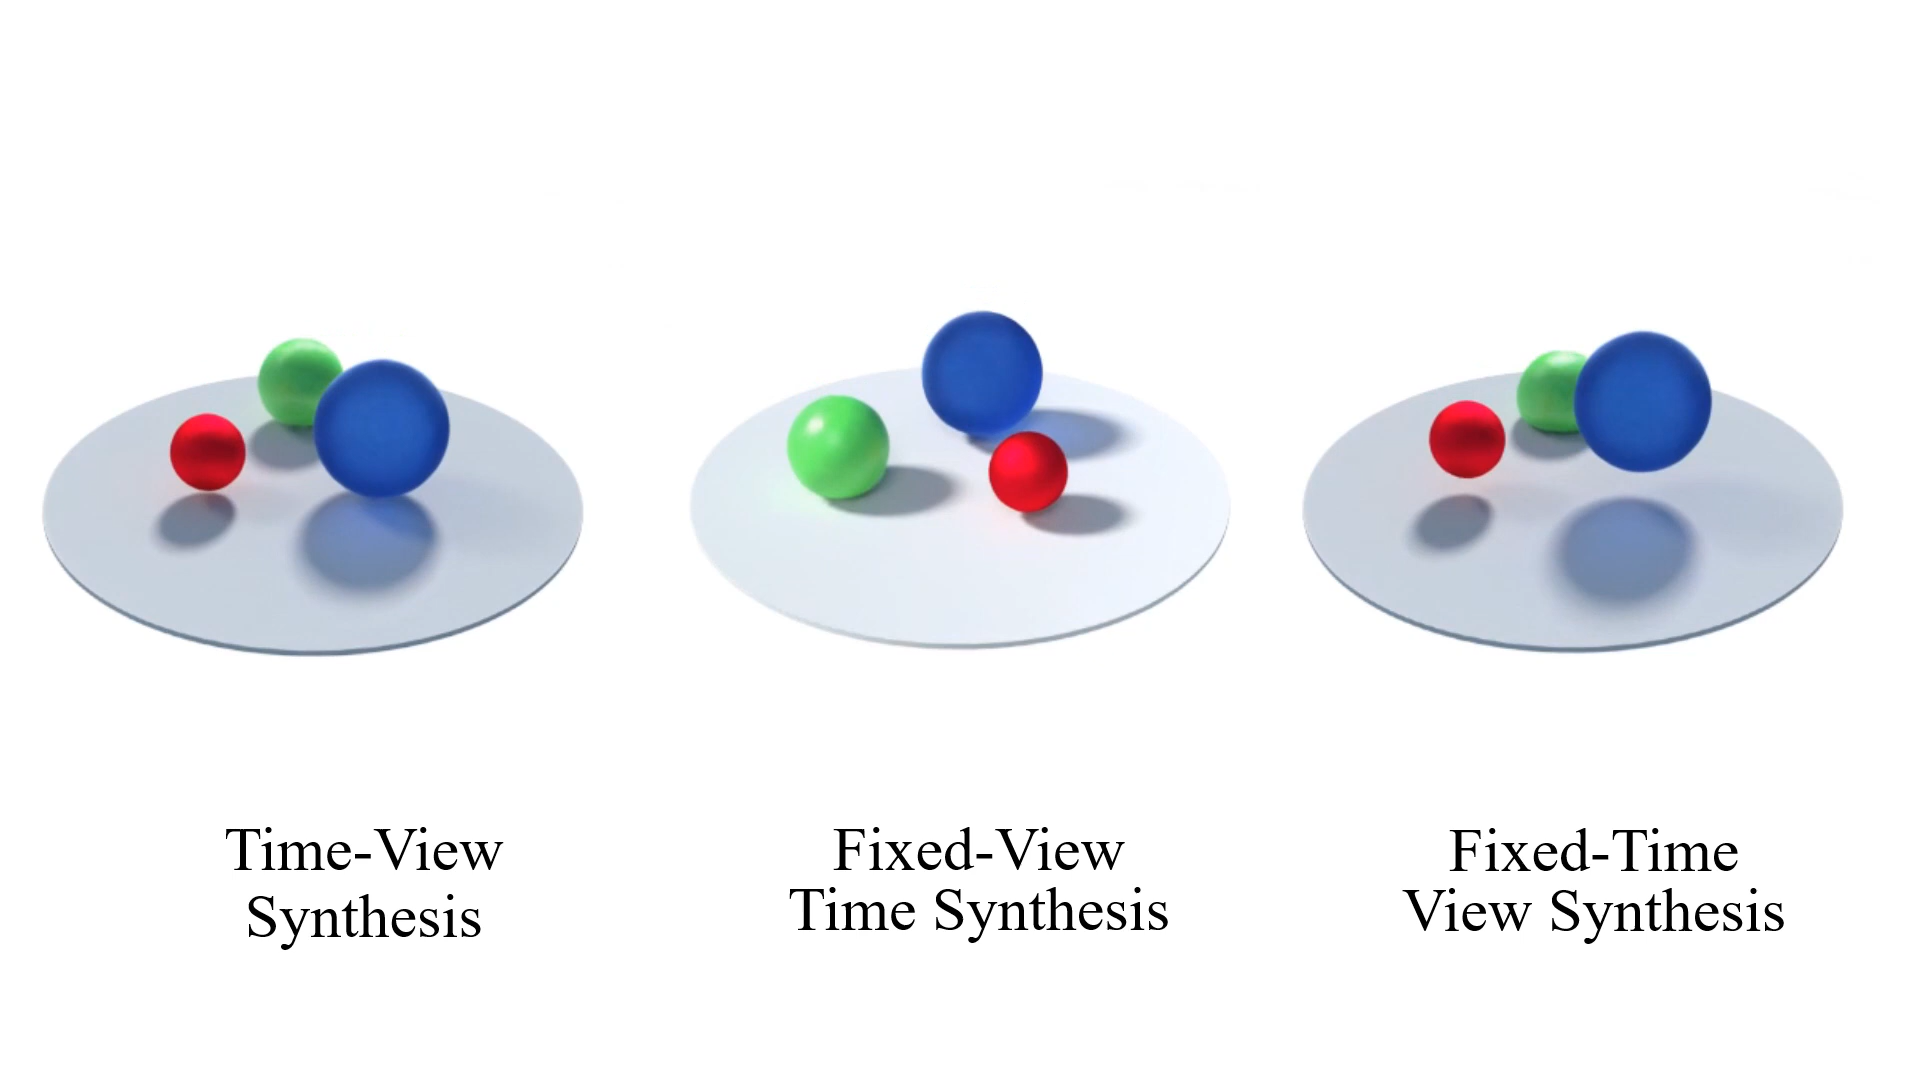 Time-View
Synthesis
Fixed-View
Time Synthesis
Fixed-Time
View Synthesis